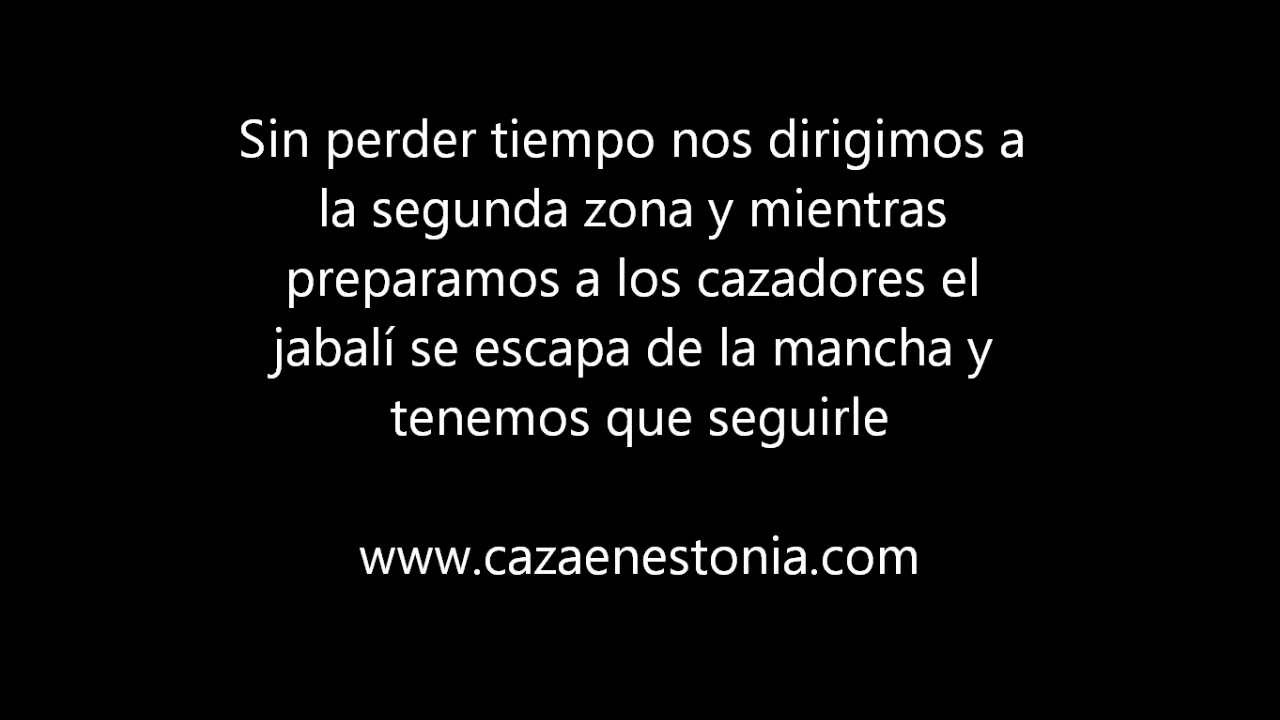 Sin perder tiempo nos dirigimos a
la segunda zona y mientras
preparamos a los cazadores el
jabalí se escapa de la mancha y
tenemos que seguirle
www.cazaenestonia.com